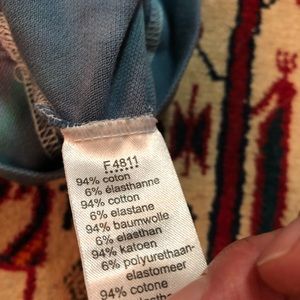 F4811
94% coton
6% élasthanne
94% cotton
6% elastane
94% baumwolle
6% elasthan
94% katoen
6% polyurethaan-
elastomeer
94% cotone